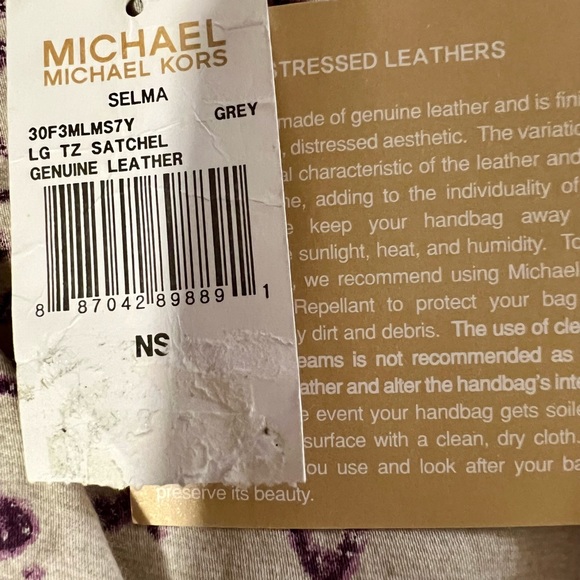 MICHAEL
MICHAEL KORS
SELMA
GREY
30F3MLMS7Y
LG TZ SATCHEL
GENUINE LEATHER
8 87042 89889 1
NS
STRESSED LEATHERS
made of genuine leather and is fini
, distressed aesthetic. The variatio
al characteristic of the leather and
ne, adding to the individuality of
e keep your handbag away
sunlight, heat, and humidity. To
, we recommend using Michael
Repellant to protect your bag
y dirt and debris. The use of cle
eams is not recommended as
ather and alter the handbag's inte
e event your handbag gets soile
surface with a clean, dry cloth.
you use and look after your ba
preserve its beauty.